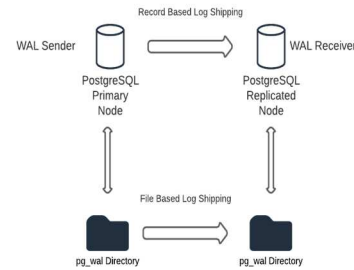 Record Based Log Shipping
WAL Sender
WAL Receiver
PostgreSQL
Primary
Node
PostgreSQL
Replicated
Node
File Based Log Shipping
pg_wal Directory
pg_wal Directory